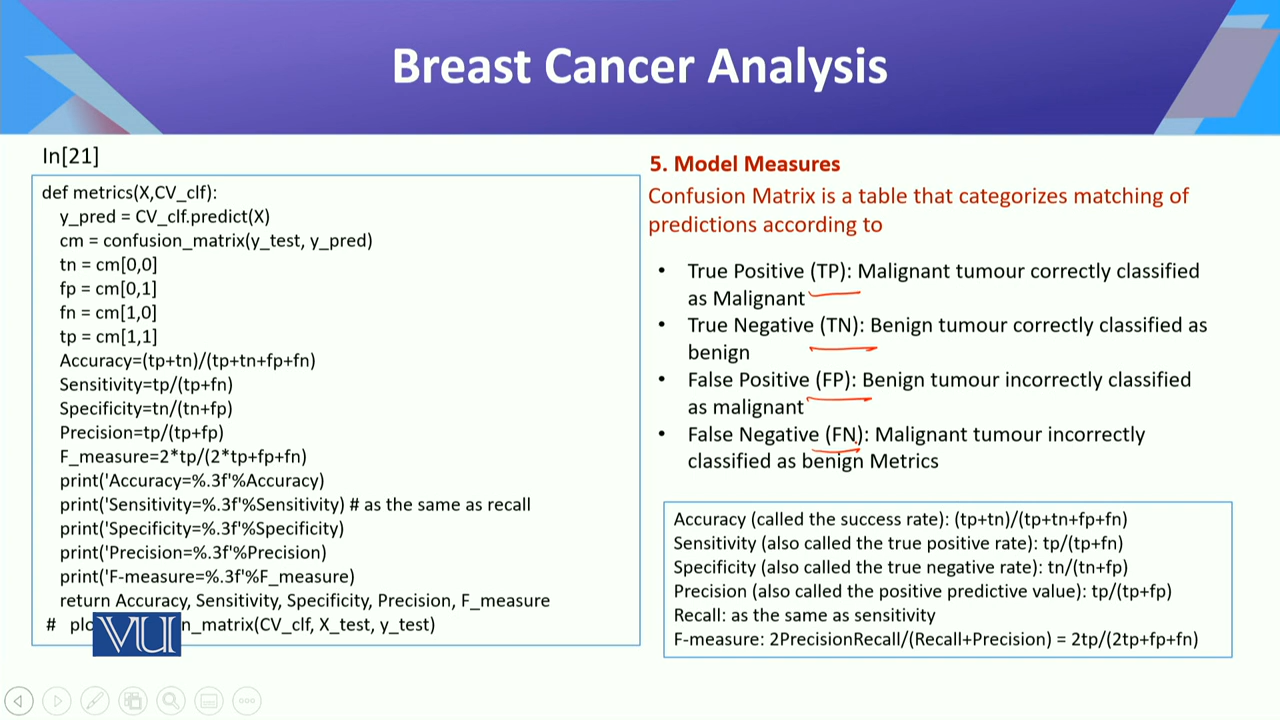 Breast Cancer Analysis
In[21]
def metrics(X,CV_clf):
y_pred = CV_clf.predict(X)
cm = confusion_matrix(y_test, y_pred)
tn = cm[0,0]
fp = cm[0,1]
fn = cm[1,0]
tp = cm[1,1]
Accuracy=(tp+tn)/(tp+tn+fp+fn)
Sensitivity=tp/(tp+fn)
Specificity=tn/(tn+fp)
Precision=tp/(tp+fp)
F_measure=2*tp/(2*tp+fp+fn)
print('Accuracy=%.3f'%Accuracy)
print('Sensitivity=%.3f'%Sensitivity) # as the same as recall
print('Specificity=%.3f'%Specificity)
print('Precision=%.3f'%Precision)
print('F-measure=%.3f'%F_measure)
return Accuracy, Sensitivity, Specificity, Precision, F_measure
# plo n_matrix(CV_clf, X_test, y_test)
VU
5. Model Measures
Confusion Matrix is a table that categorizes matching of
predictions according to
• True Positive (TP): Malignant tumour correctly classified
as Malignant
• True Negative (TN): Benign tumour correctly classified as
benign
• False Positive (FP): Benign tumour incorrectly classified
as malignant
• False Negative (FN): Malignant tumour incorrectly
classified as benign Metrics
Accuracy (called the success rate): (tp+tn)/(tp+tn+fp+fn)
Sensitivity (also called the true positive rate): tp/(tp+fn)
Specificity (also called the true negative rate): tn/(tn+fp)
Precision (also called the positive predictive value): tp/(tp+fp)
Recall: as the same as sensitivity
F-measure: 2PrecisionRecall/(Recall+Precision) = 2tp/(2tp+fp+fn)